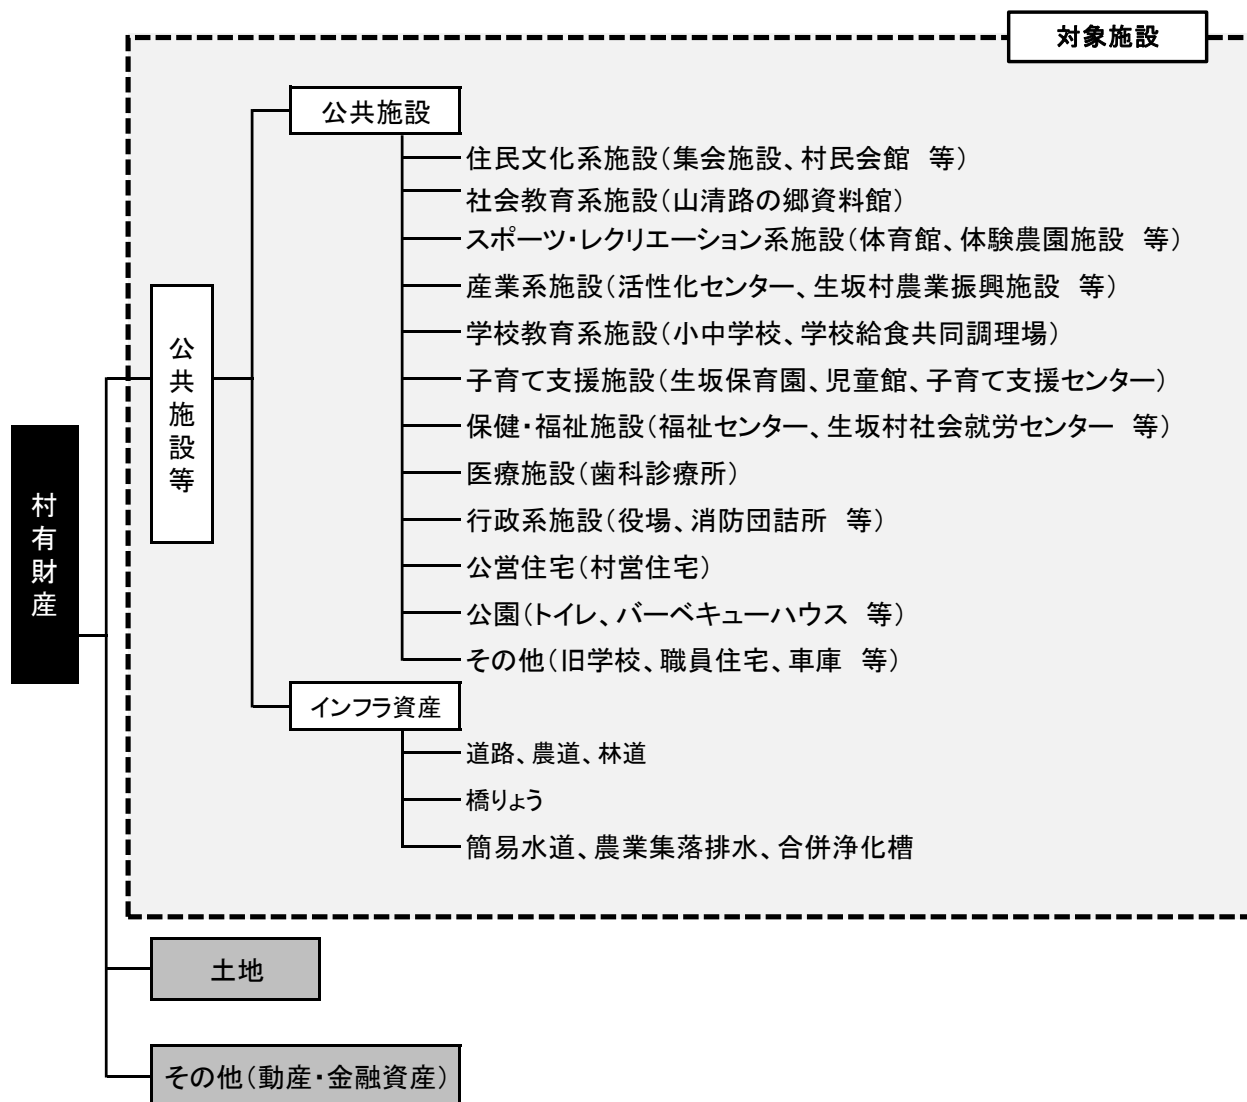 対象施設
公共施設
住民文化系施設（集会施設、村民会館　等）
社会教育系施設（山清路の郷資料館）
スポーツ・レクリエーション系施設（体育館、体験農園施設　等）
産業系施設（活性化センター、生坂村農業振興施設　等）
学校教育系施設（小中学校、学校給食共同調理場）
子育て支援施設（生坂保育園、児童館、子育て支援センター）
保健・福祉施設（福祉センター、生坂村社会就労センター　等）
医療施設（歯科診療所）
行政系施設（役場、消防団詰所　等）
公営住宅（村営住宅）
公園（トイレ、バーベキューハウス　等）
その他（旧学校、職員住宅、車庫　等）
公共施設等
村有財産
インフラ資産
道路、農道、林道
橋りょう
簡易水道、農業集落排水、合併浄化槽
土地
その他（動産・金融資産）